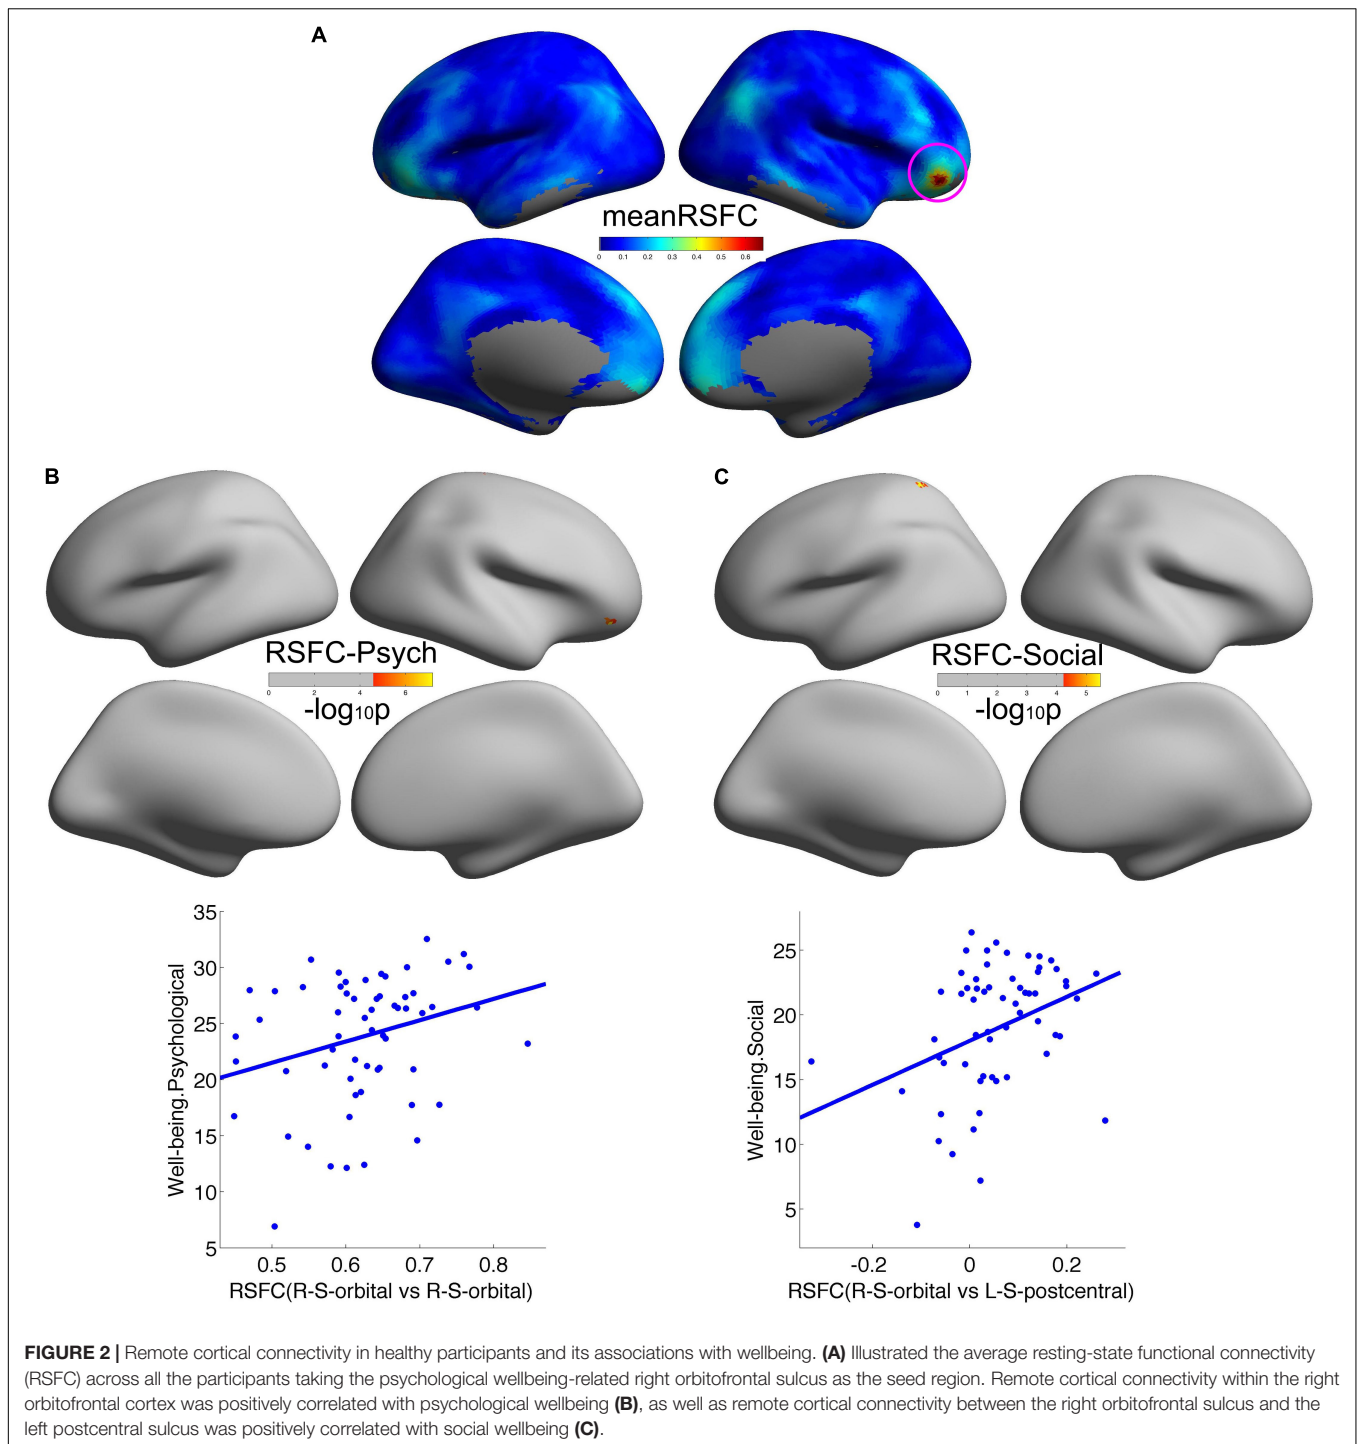 A
meanRSFC
0 0.1 0.2 0.3 0.4 0.5 0.6
B
RSFC-Psych
0 2 4 6
-log10p
C
RSFC-Social
0 1 2 3 4 5
-log10p
Well-being.Psychological
35
30
25
20
15
10
5
0.5 0.6 0.7 0.8
RSFC(R-S-orbital vs R-S-orbital)
Well-being.Social
25
20
15
10
5
-0.2 0 0.2
RSFC(R-S-orbital vs L-S-postcentral)
FIGURE 2 | Remote cortical connectivity in healthy participants and its associations with wellbeing. (A) Illustrated the average resting-state functional connectivity
(RSFC) across all the participants taking the psychological wellbeing-related right orbitofrontal sulcus as the seed region. Remote cortical connectivity within the right
orbitofrontal cortex was positively correlated with psychological wellbeing (B), as well as remote cortical connectivity between the right orbitofrontal sulcus and the
left postcentral sulcus was positively correlated with social wellbeing (C).